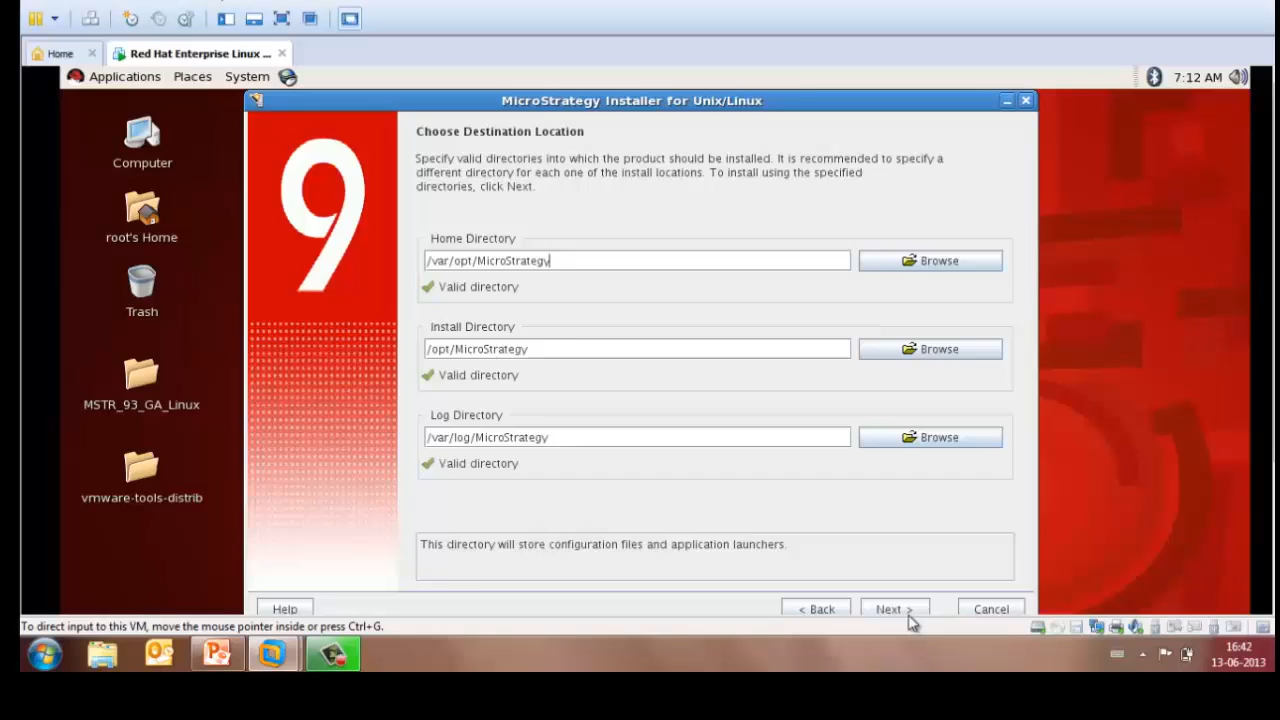 Home
Red Hat Enterprise Linux ...
Applications Places System
7:12 AM
MicroStrategy Installer for Unix/Linux
Computer
root's Home
Trash
MSTR_93_GA_Linux
vmware-tools-distrib
9
Choose Destination Location
Specify valid directories into which the product should be installed. It is recommended to specify a
different directory for each one of the install locations. To install using the specified
directories, click Next.
Home Directory
/var/opt/MicroStrategy
Browse
Valid directory
Install Directory
/opt/MicroStrategy
Browse
Valid directory
Log Directory
/var/log/MicroStrategy
Browse
Valid directory
This directory will store configuration files and application launchers.
Help
< Back
Next >
Cancel
To direct input to this VM, move the mouse pointer inside or press Ctrl+G.
16:42
13-06-2013